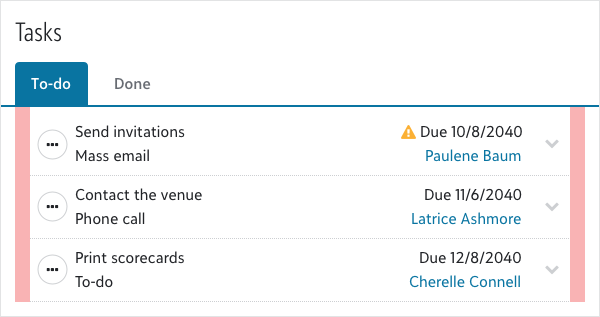 Tasks
To-do Done
Send invitations Due 10/8/2040
Mass email Paulene Baum
Contact the venue Due 11/6/2040
Phone call Latrice Ashmore
Print scorecards Due 12/8/2040
To-do Cherelle Connell